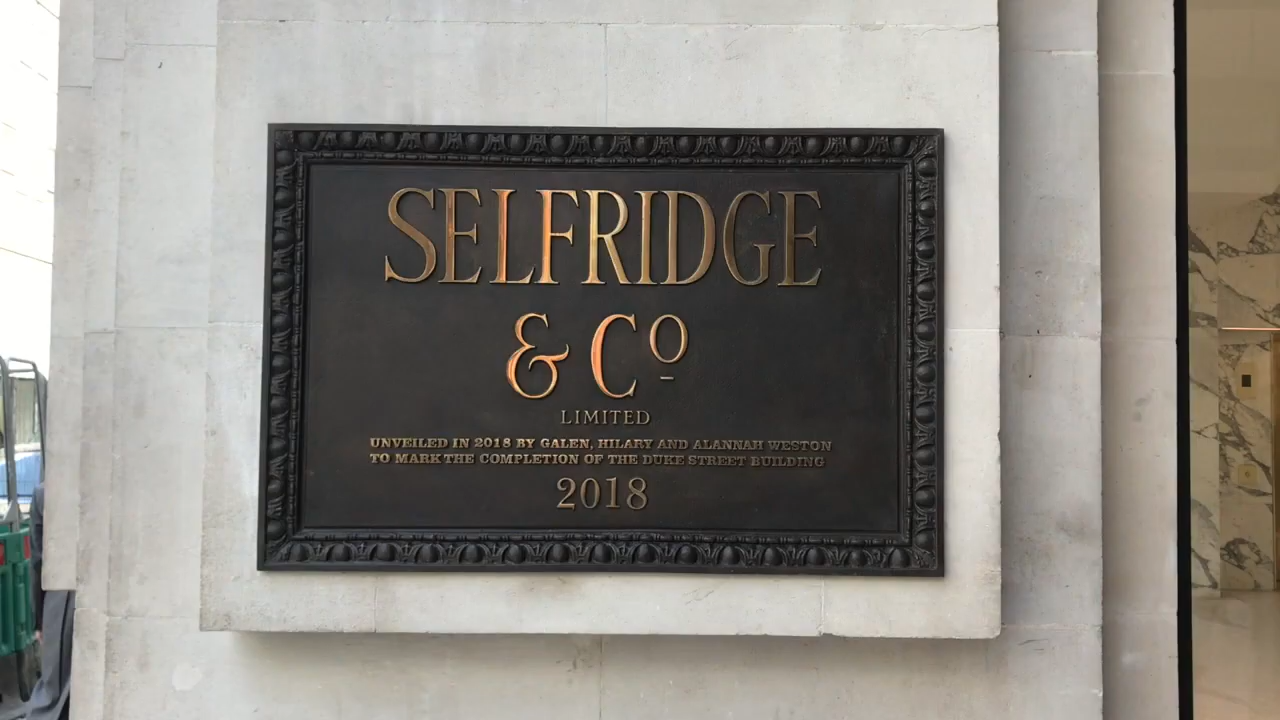 SELFRIDGE
& Cº
LIMITED
UNVEILED IN 2018 BY GALEN, HILARY AND ALANNAH WESTON
TO MARK THE COMPLETION OF THE DUKE STREET BUILDING
2018